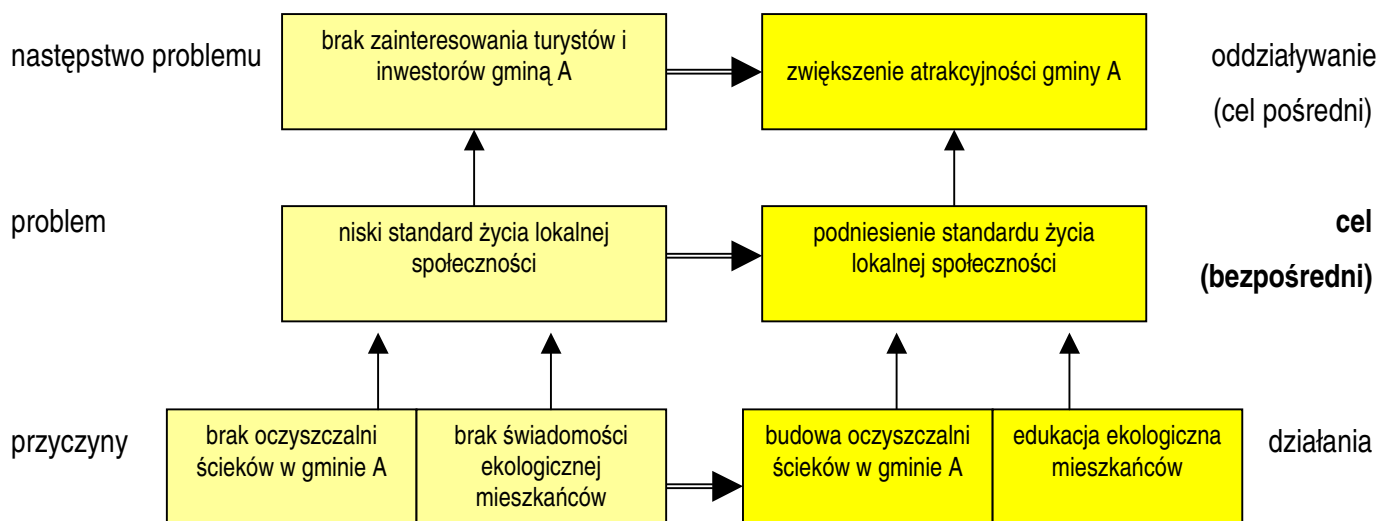 następstwo problemu
brak zainteresowania turystów i
inwestorów gminą A
zwiększenie atrakcyjności gminy A
oddziaływanie
(cel pośredni)
problem
niski standard życia lokalnej
społeczności
podniesienie standardu życia
lokalnej społeczności
cel
(bezpośredni)
przyczyny
brak oczyszczalni
ścieków w gminie A
brak świadomości
ekologicznej
mieszkańców
budowa oczyszczalni
ścieków w gminie A
edukacja ekologiczna
mieszkańców
działania